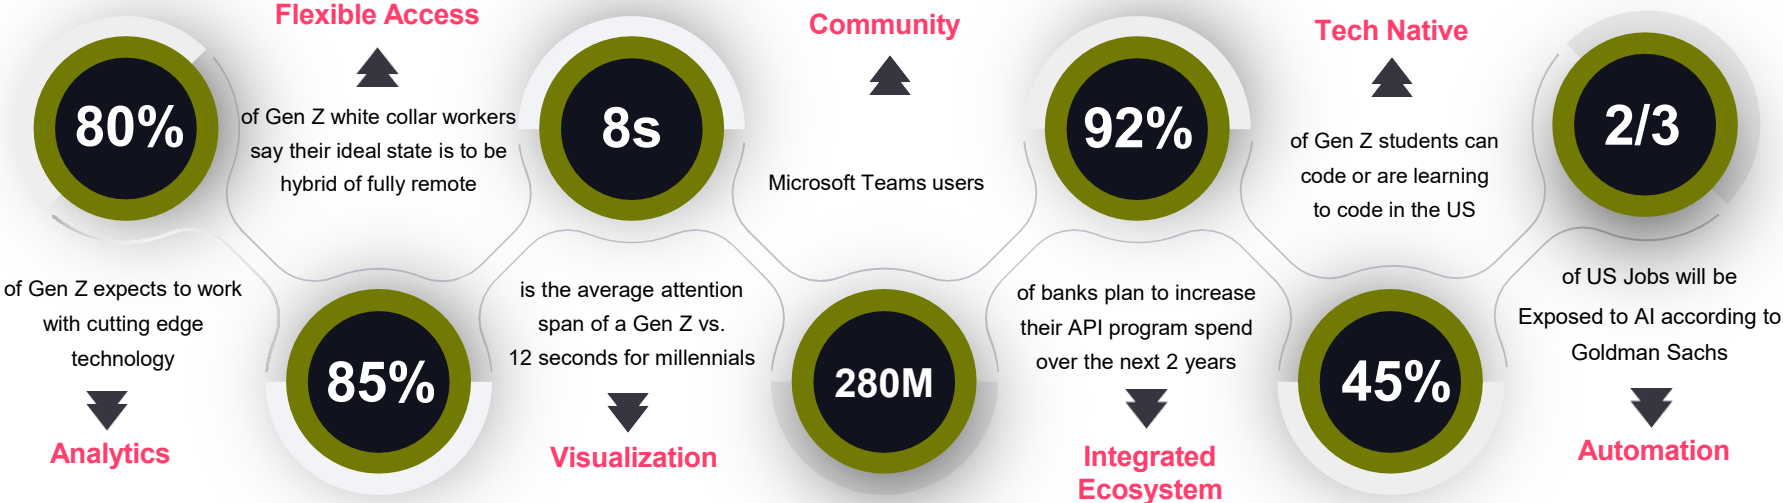 80%
of Gen Z expects to work
with cutting edge
technology
Analytics
Flexible Access
of Gen Z white collar workers
say their ideal state is to be
hybrid of fully remote
85%
8s
is the average attention
span of a Gen Z vs.
12 seconds for millennials
Visualization
Community
Microsoft Teams users
280M
92%
of banks plan to increase
their API program spend
over the next 2 years
Integrated
Ecosystem
Tech Native
of Gen Z students can
code or are learning
to code in the US
45%
2/3
of US Jobs will be
Exposed to AI according to
Goldman Sachs
Automation